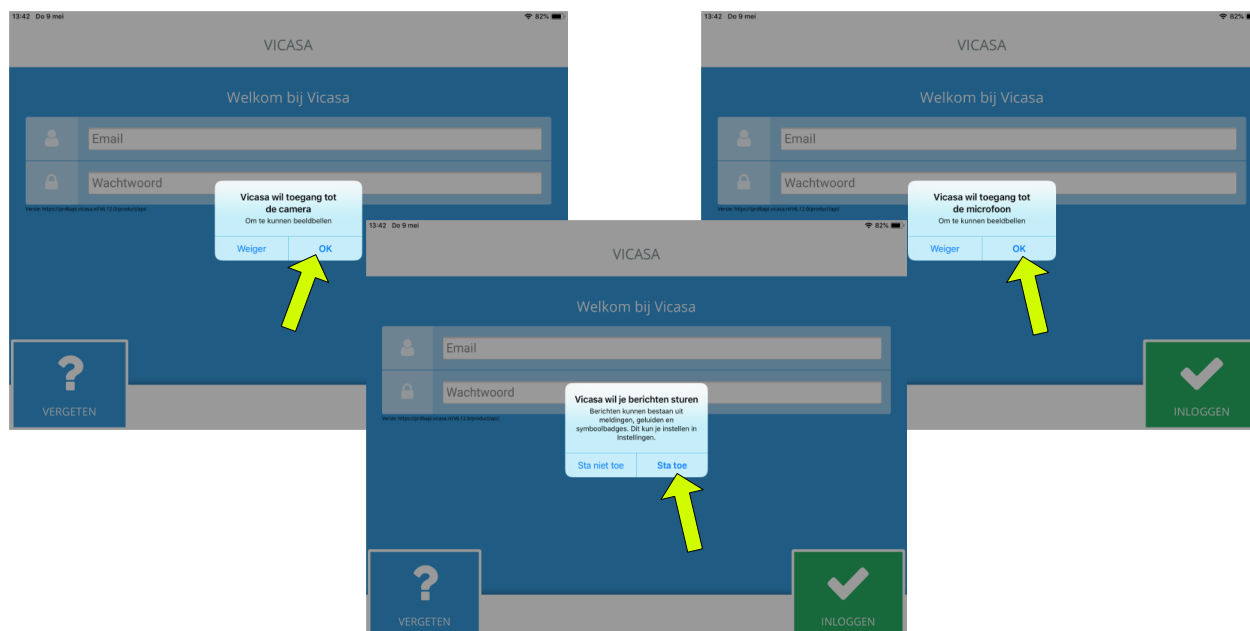 13:42 Do 9 mei
82%
VICASA
Welkom bij Vicasa
Email
Wachtwoord
Vicasa wil toegang tot
de camera
Om te kunnen beeldbellen
Weiger
OK
VERGETEN
13:42 Do 9 mei
82%
VICASA
Welkom bij Vicasa
Email
Wachtwoord
Vicasa wil je berichten sturen
Berichten kunnen bestaan uit
meldingen, geluiden en
symboolbadges. Dit kun je instellen in
Instellingen.
Sta niet toe
Sta toe
VERGETEN
INLOGGEN
13:42 Do 9 mei
82%
VICASA
Welkom bij Vicasa
Email
Wachtwoord
Vicasa wil toegang tot
de microfoon
Om te kunnen beeldbellen
Weiger
OK
INLOGGEN